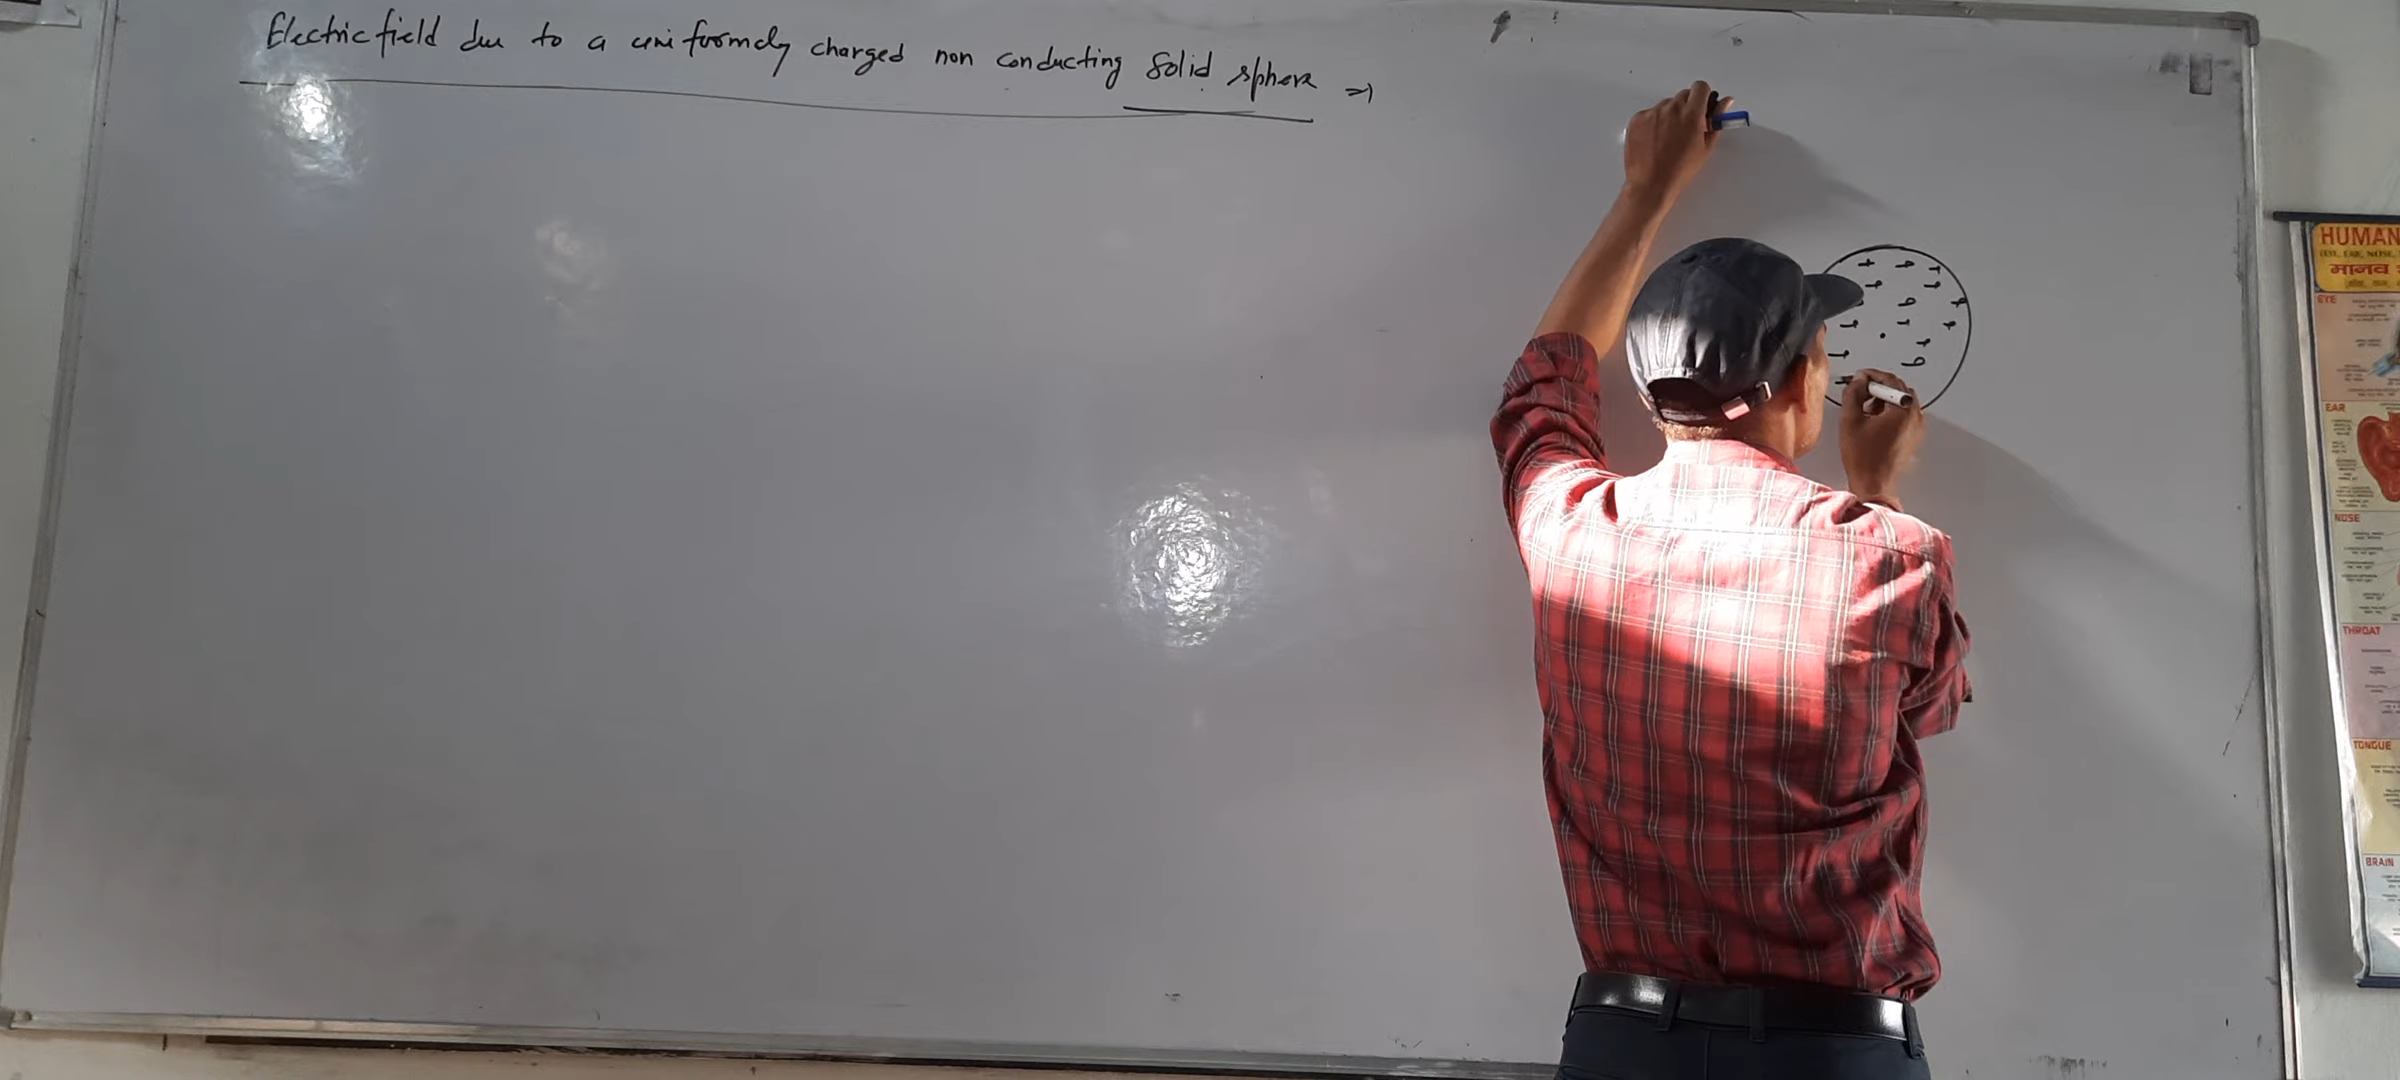 Electric field due to a uniformly charged non conducting solid sphere ⇒
+ + + + + + + + + + + + + +
HUMAN
मानव
EYE
EAR
NOSE
THROAT
TONGUE
BRAIN